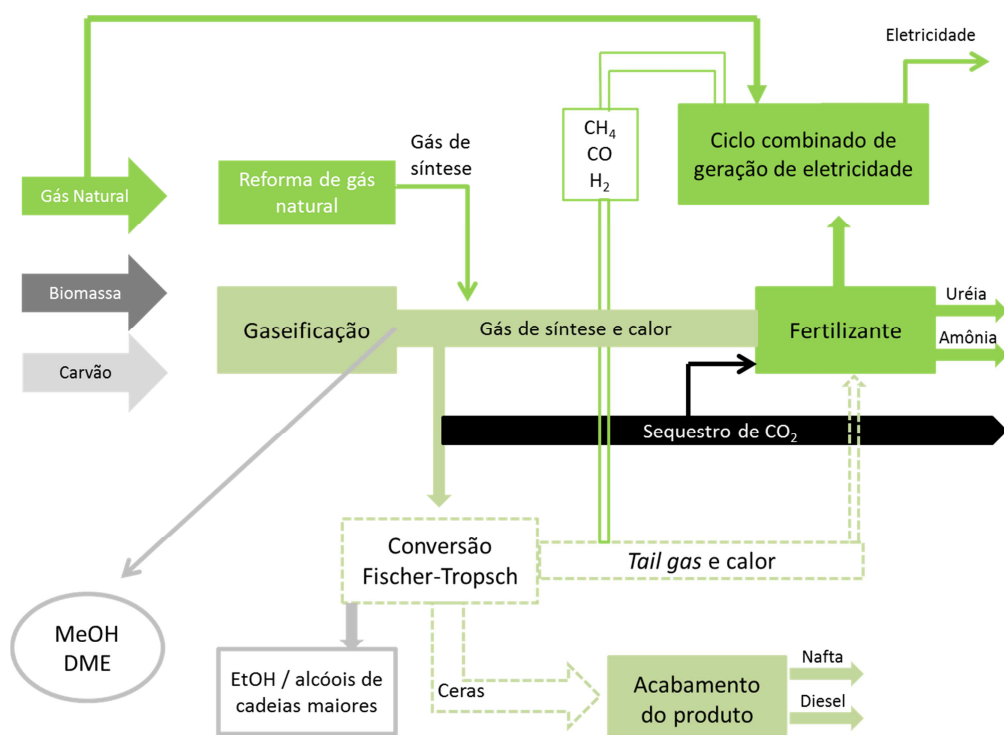 Eletricidade
CH₄
CO
H₂
Ciclo combinado de
geração de eletricidade
Gás de
síntese
Gás Natural
Reforma de gás
natural
Biomassa
Gaseificação
Gás de síntese e calor
Fertilizante
Uréia
Amônia
Carvão
Sequestro de CO₂
Conversão
Fischer-Tropsch
Tail gas e calor
MeOH
DME
EtOH / alcóois de
cadeias maiores
Ceras
Acabamento
do produto
Nafta
Diesel